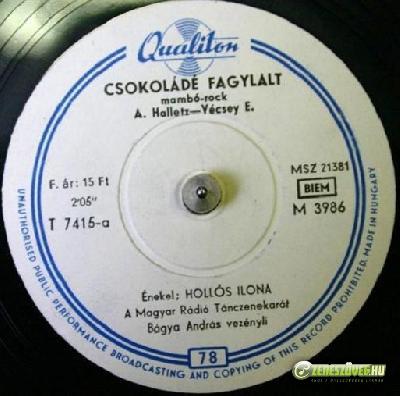 Qualiton
CSOKOLÁDÉ FAGYLALT
mambó-rock
A. Halletz—Vécsey E.
F. ár: 15 Ft
2'05"
T 7415-a
MSZ 21381
BIEM
M 3986
Énekel: HOLLÓS ILONA
A Magyar Rádió Tánczenekarát
Bágya András vezényli
78
UNAUTHORISED PUBLIC PERFORMANCE BROADCASTING AND COPYING OF THIS RECORD PROHIBITED. MADE IN HUNGARY
ZENESZÖVEG.HU